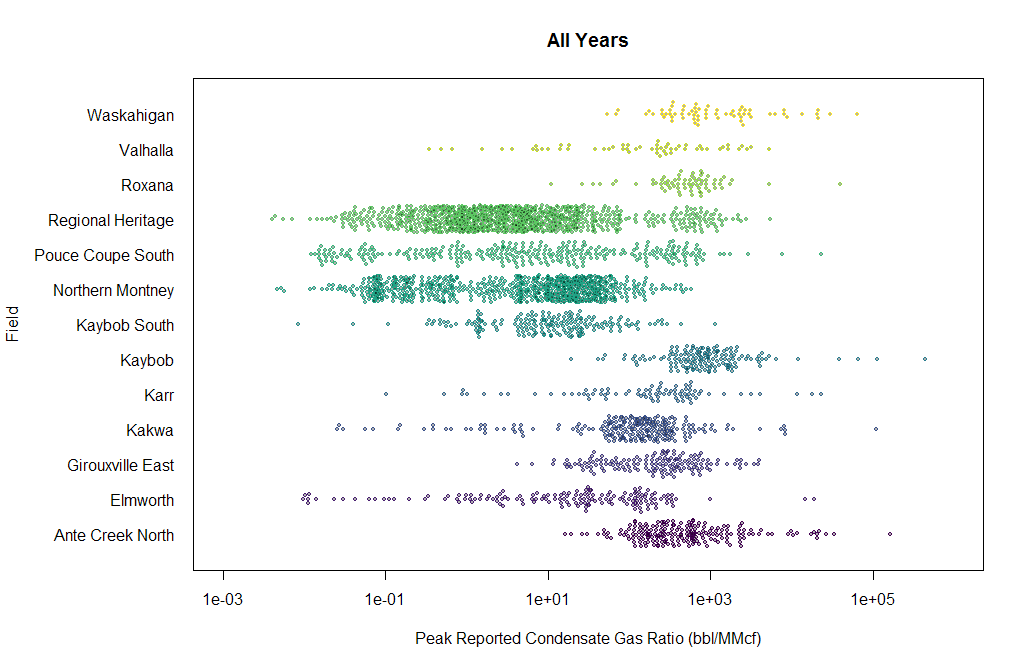 All Years
Waskahigan
Valhalla
Roxana
Regional Heritage
Pouce Coupe South
Northern Montney
Kaybob South
Kaybob
Karr
Kakwa
Girouxville East
Elmworth
Ante Creek North
Field
1e-03 1e-01 1e+01 1e+03 1e+05
Peak Reported Condensate Gas Ratio (bbl/MMcf)